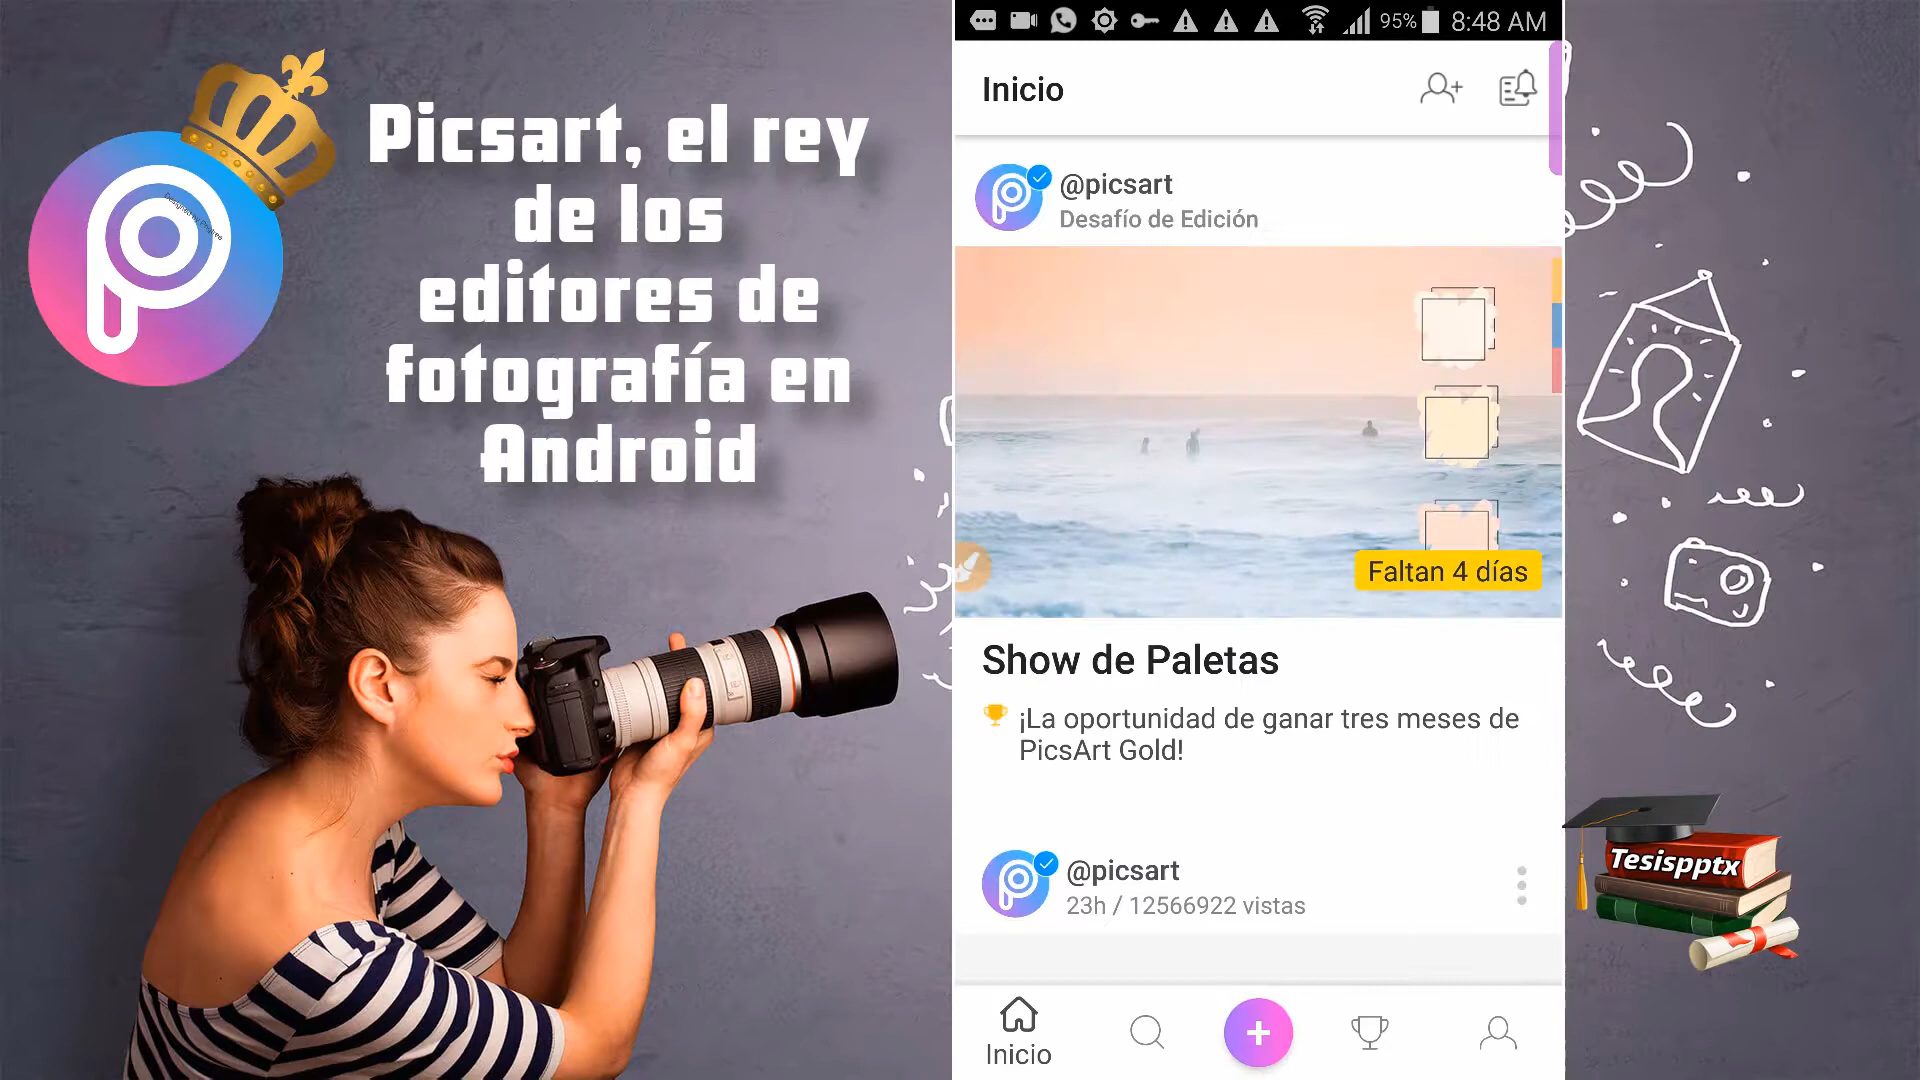 Picsart, el rey
de los
editores de
fotografía en
Android
95% 8:48 AM
Inicio
@picsart
Desafío de Edición
Faltan 4 días
Show de Paletas
¡La oportunidad de ganar tres meses de
PicsArt Gold!
@picsart
23h / 12566922 vistas
Inicio
Tesispptx